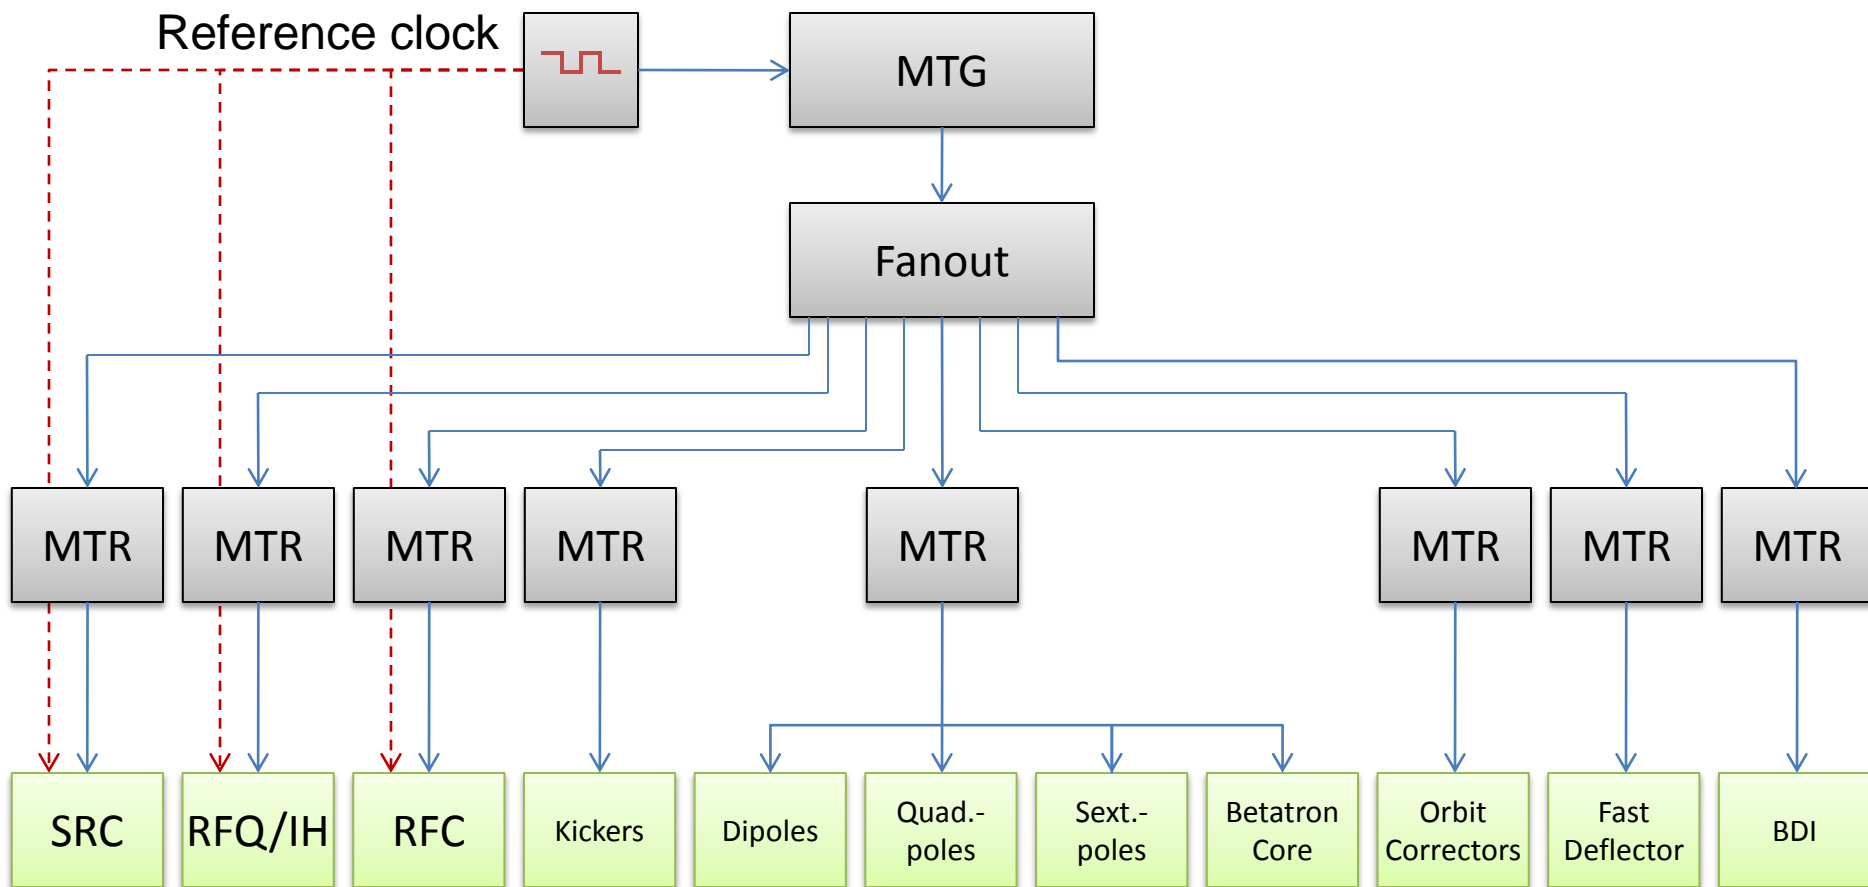 Reference clock
MTG
Fanout
MTR
MTR
MTR
MTR
MTR
MTR
MTR
MTR
SRC
RFQ/IH
RFC
Kickers
Dipoles
Quad.-
poles
Sext.-
poles
Betatron
Core
Orbit
Correctors
Fast
Deflector
BDI